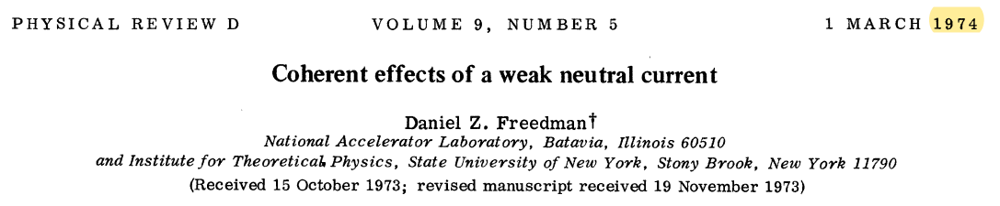 PHYSICAL REVIEW D VOLUME 9, NUMBER 5 1 MARCH 1974
Coherent effects of a weak neutral current
Daniel Z. Freedman†
National Accelerator Laboratory, Batavia, Illinois 60510
and Institute for Theoretical Physics, State University of New York, Stony Brook, New York 11790
(Received 15 October 1973; revised manuscript received 19 November 1973)